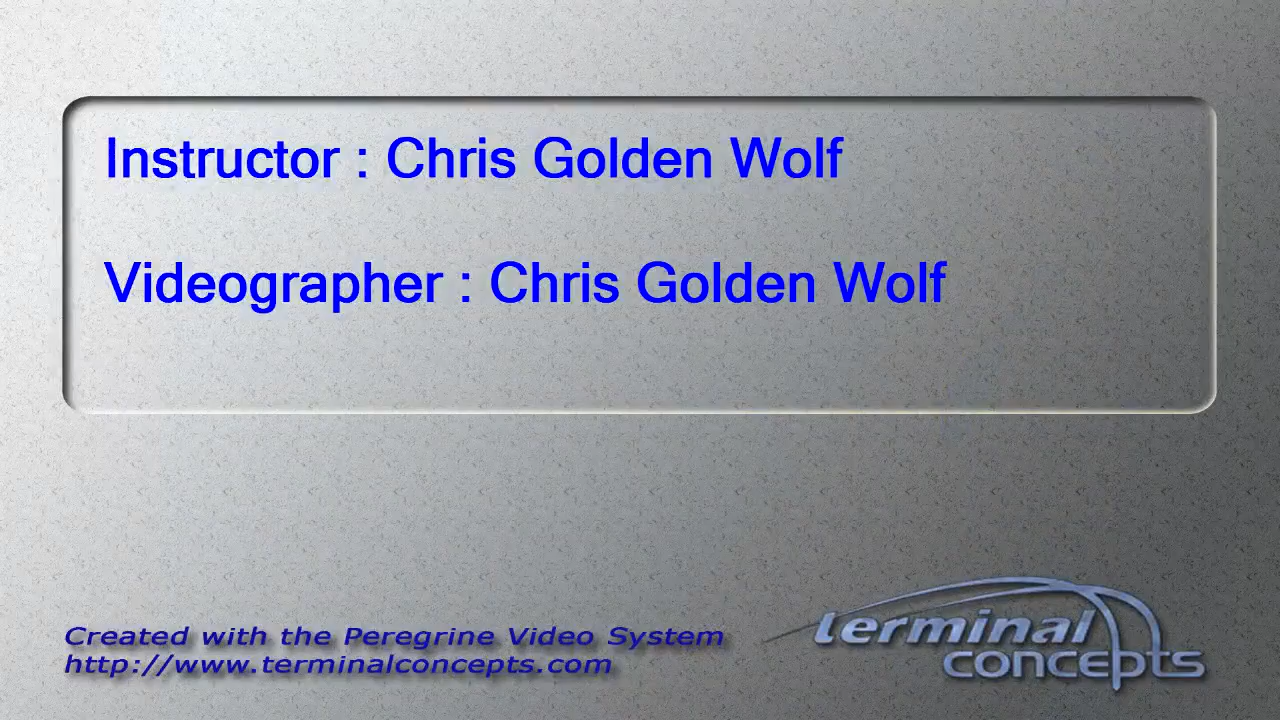 Instructor : Chris Golden Wolf
Videographer : Chris Golden Wolf
Created with the Peregrine Video System
http://www.terminalconcepts.com
terminal
concepts